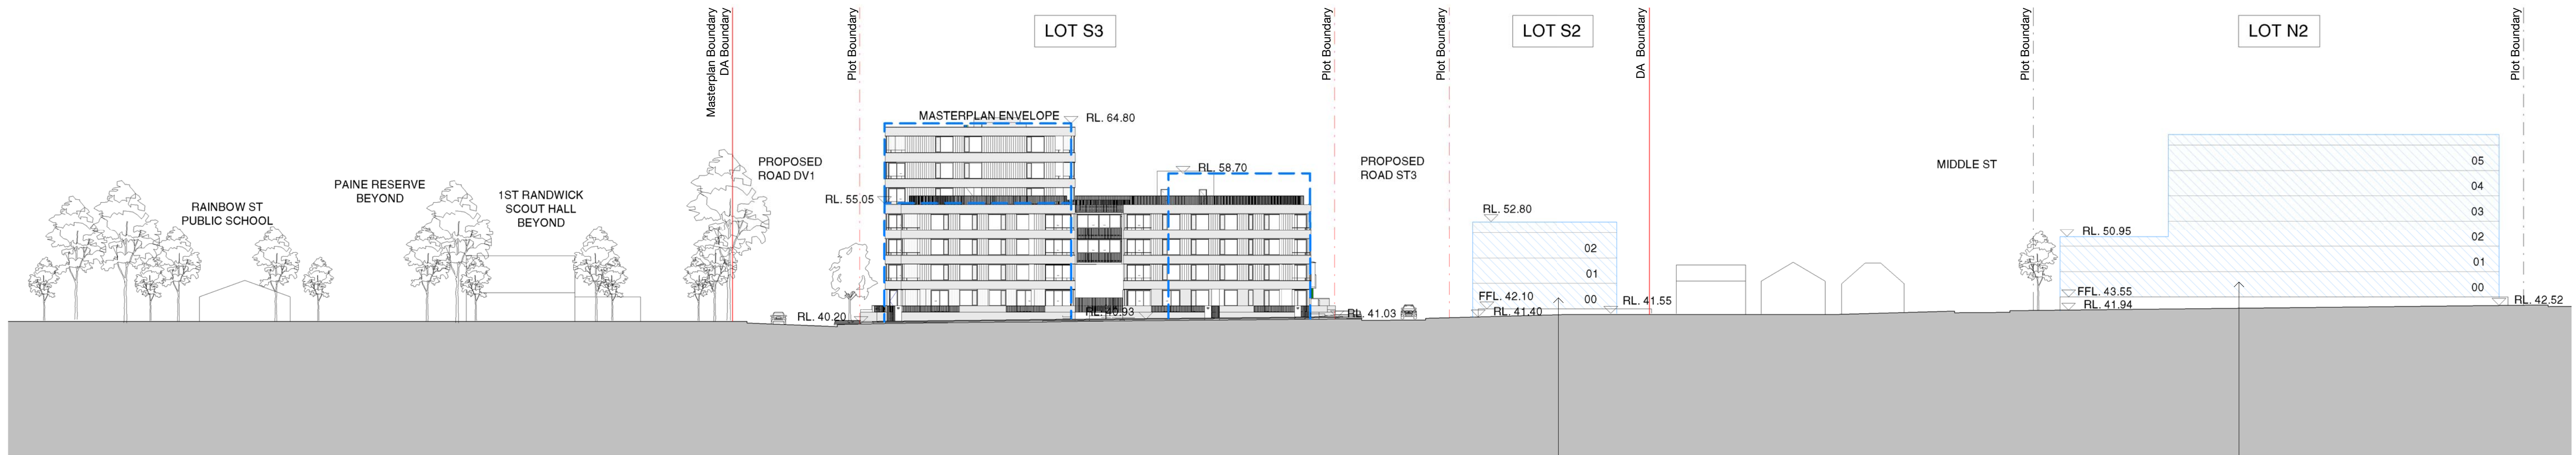 Masterplan Boundary
DA Boundary
Plot Boundary
LOT S3
Plot Boundary
Plot Boundary
LOT S2
DA Boundary
Plot Boundary
LOT N2
Plot Boundary
MASTERPLAN ENVELOPE
RL. 64.80
PROPOSED
ROAD DV1
RL. 58.70
PROPOSED
ROAD ST3
MIDDLE ST
05
PAINE RESERVE
BEYOND
1ST RANDWICK
SCOUT HALL
BEYOND
RAINBOW ST
PUBLIC SCHOOL
RL. 55.05
RL. 52.80
04
03
RL. 50.95
02
02
01
01
00
00
FFL. 42.10
RL. 41.55
FFL. 43.55
RL. 41.94
RL. 42.52
RL. 40.20
RL. 40.93
RL. 41.03
RL. 41.40